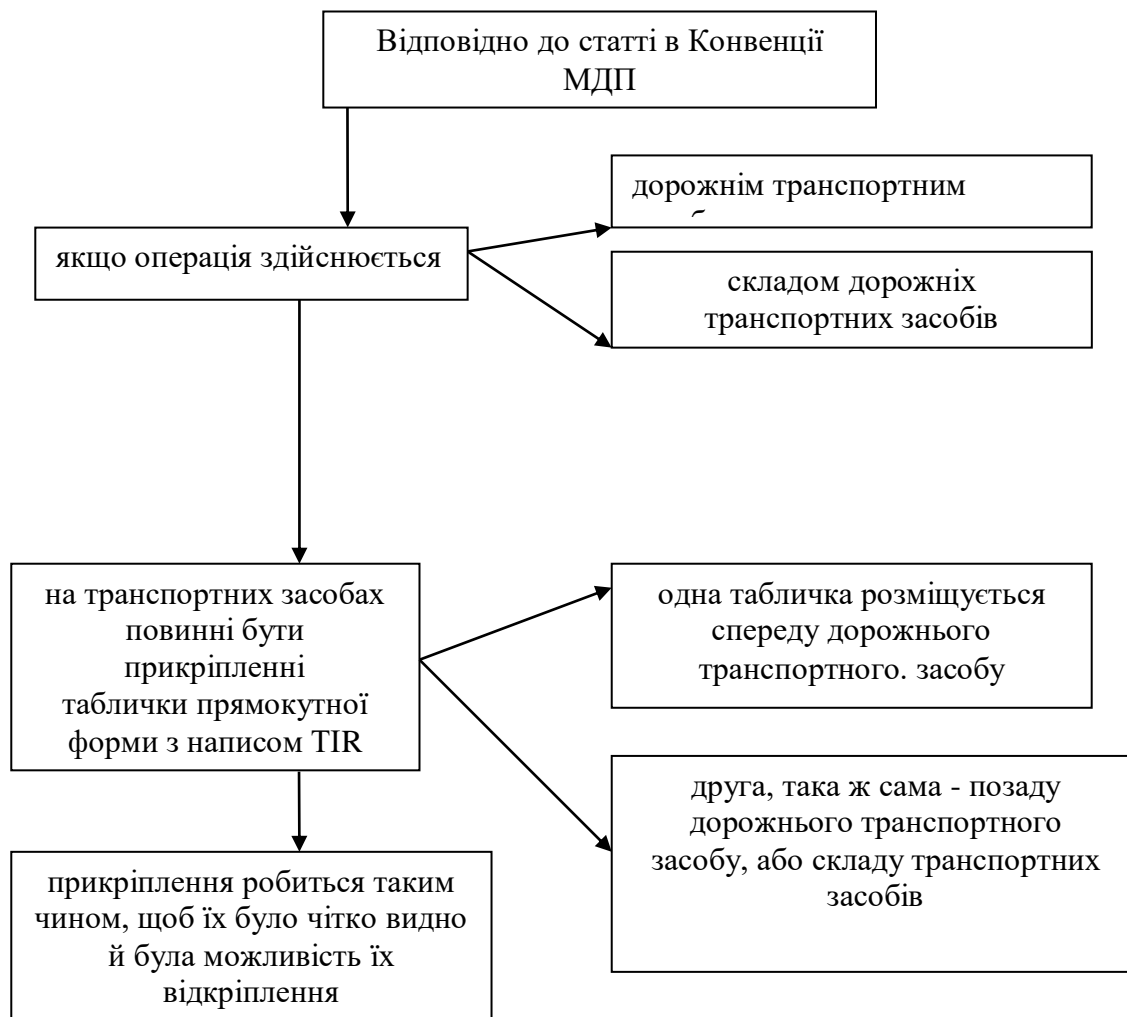 Відповідно до статті в Конвенції
МДП
дорожнім транспортним
якщо операція здійснюється
складом дорожніх
транспортних засобів
на транспортних засобах
повинні бути
прикріпленні
таблички прямокутної
форми з написом TIR
одна табличка розміщується
спереду дорожнього
транспортного. засобу
друга, така ж сама - позаду
дорожнього транспортного
засобу, або складу транспортних
засобів
прикріплення робиться таким
чином, щоб їх було чітко видно
й була можливість їх
відкріплення